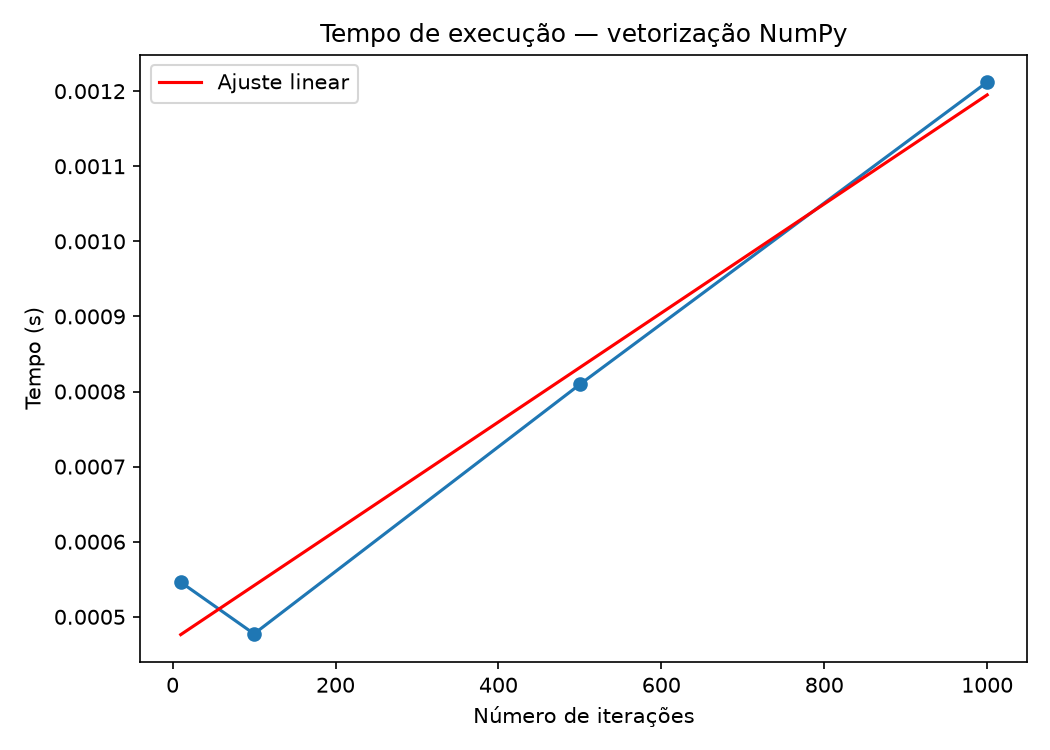 Tempo de execução — vetorização NumPy
Ajuste linear
0.0012
0.0011
0.0010
0.0009
0.0008
0.0007
0.0006
0.0005
Tempo (s)
0 200 400 600 800 1000
Número de iterações